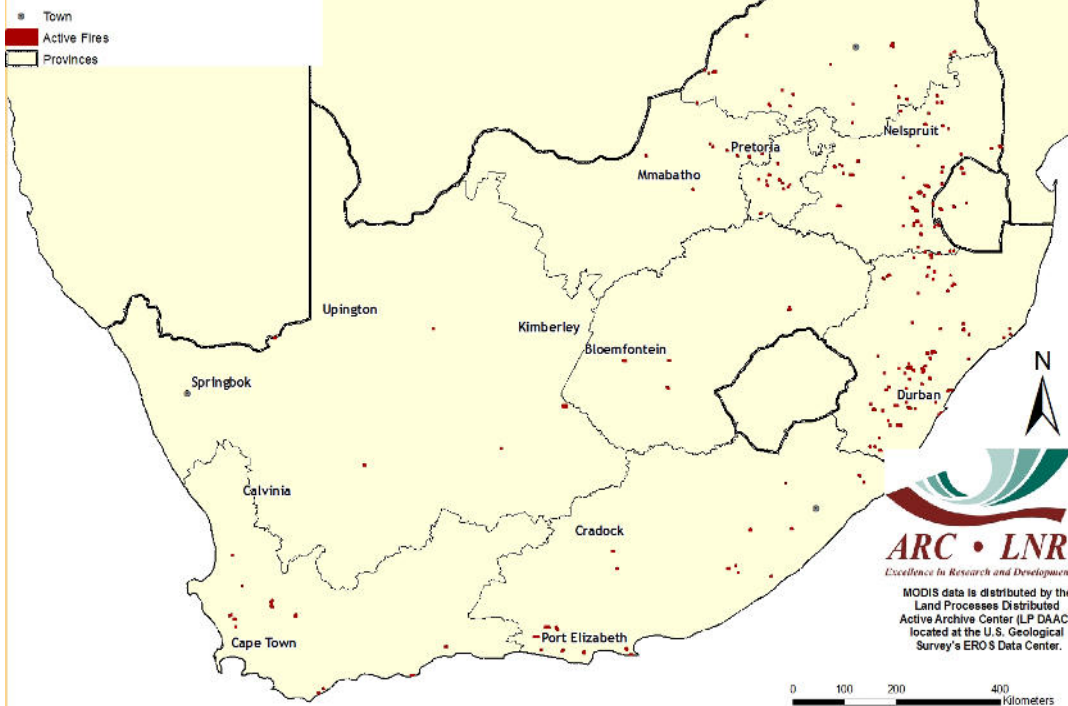 Town
Active Fires
Provinces
Nelspruit
Pretoria
Mmabatho
Upington
Kimberley
Bloemfontein
N
Springbok
Durban
Calvinia
Cradock
ARC • LNR
Excellence in Research and Development
MODIS data is distributed by the
Land Processes Distributed
Active Archive Center (LP DAAC)
located at the U.S. Geological
Survey's EROS Data Center.
Cape Town
Port Elizabeth
0 100 200 400
Kilometers